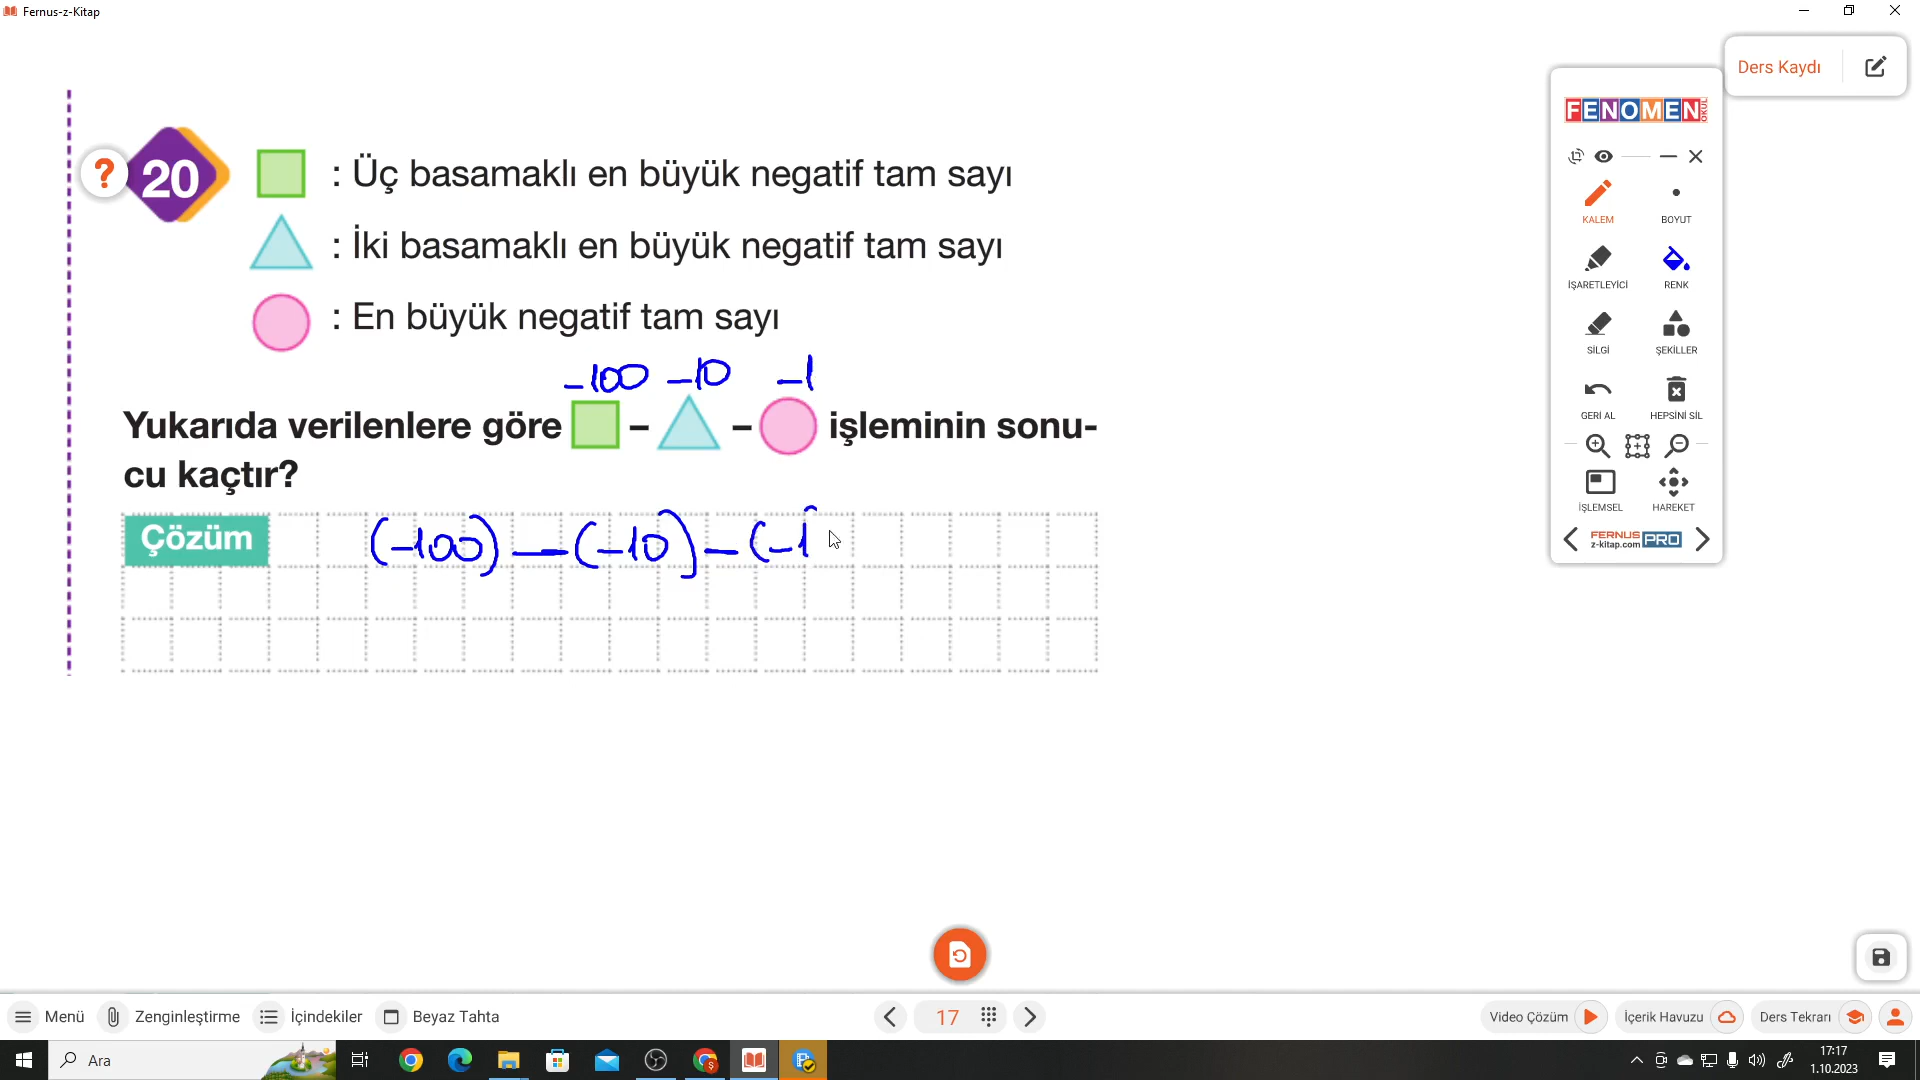 Fernus-z-Kitap
Ders Kaydı
FENOMEN OKUL
? 20 : Üç basamaklı en büyük negatif tam sayı
: İki basamaklı en büyük negatif tam sayı
: En büyük negatif tam sayı
-100 -10 -1
Yukarıda verilenlere göre – – işleminin sonu-
cu kaçtır?
Çözüm (-100) - (-10) - (-1
KALEM BOYUT
İŞARETLEYİCİ RENK
SİLGİ ŞEKİLLER
GERİ AL HEPSİNİ SİL
İŞLEMSEL HAREKET
FERNUS
z-kitap.com PRO
Menü Zenginleştirme İçindekiler Beyaz Tahta 17 Video Çözüm İçerik Havuzu Ders Tekrarı
Ara
17:17
1.10.2023